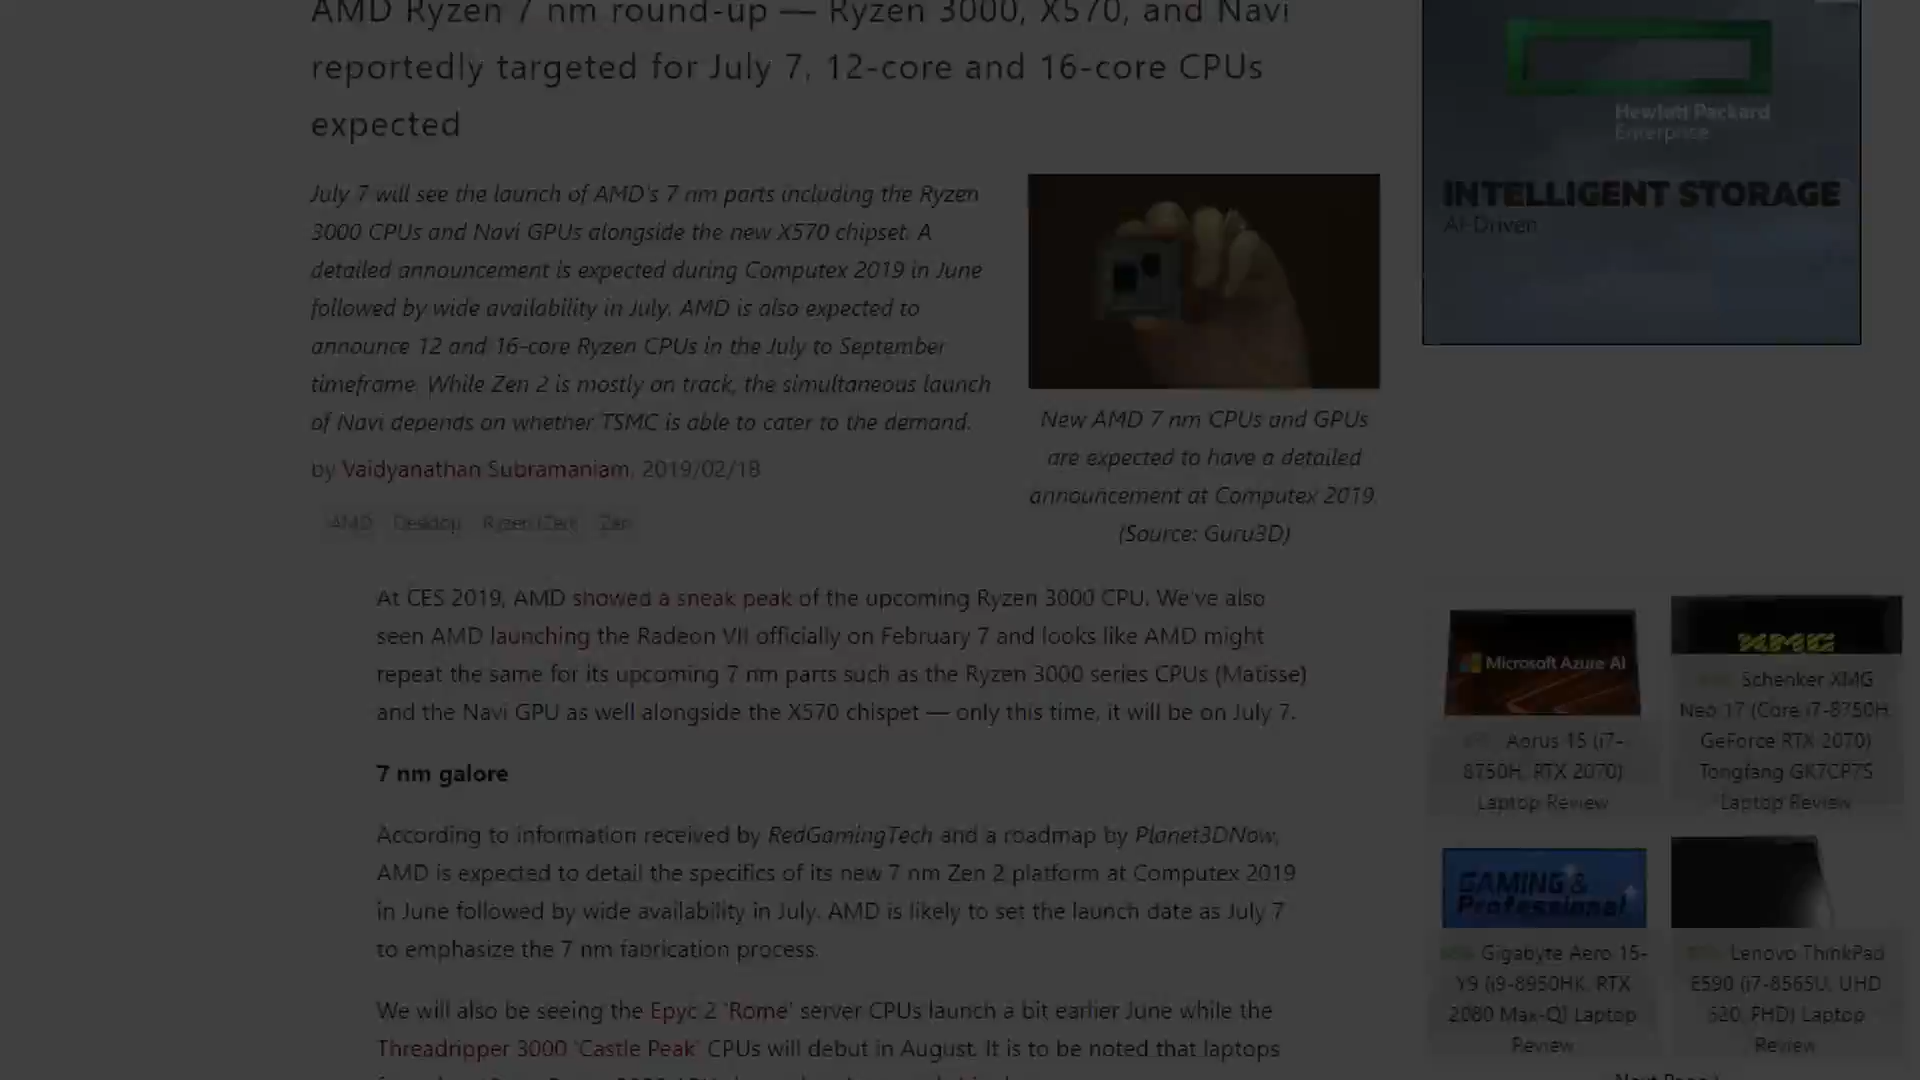 AMD Ryzen 7 nm round-up — Ryzen 3000, X570, and Navi
reportedly targeted for July 7, 12-core and 16-core CPUs
expected
July 7 will see the launch of AMD's 7 nm parts including the Ryzen
3000 CPUs and Navi GPUs alongside the new X570 chipset. A
detailed announcement is expected during Computex 2019 in June
followed by wide availability in July. AMD is also expected to
announce 12 and 16-core Ryzen CPUs in the July to September
timeframe. While Zen 2 is mostly on track, the simultaneous launch
of Navi depends on whether TSMC is able to cater to the demand.
by Vaidyanathan Subramaniam, 2019/02/18
AMD Desktop Ryzen (Zen) Zen
New AMD 7 nm CPUs and GPUs
are expected to have a detailed
announcement at Computex 2019.
(Source: Guru3D)
At CES 2019, AMD showed a sneak peak of the upcoming Ryzen 3000 CPU. We've also
seen AMD launching the Radeon VII officially on February 7 and looks like AMD might
repeat the same for its upcoming 7 nm parts such as the Ryzen 3000 series CPUs (Matisse)
and the Navi GPU as well alongside the X570 chispet — only this time, it will be on July 7.
7 nm galore
According to information received by RedGamingTech and a roadmap by Planet3DNow,
AMD is expected to detail the specifics of its new 7 nm Zen 2 platform at Computex 2019
in June followed by wide availability in July. AMD is likely to set the launch date as July 7
to emphasize the 7 nm fabrication process.
We will also be seeing the Epyc 2 'Rome' server CPUs launch a bit earlier June while the
Threadripper 3000 'Castle Peak' CPUs will debut in August. It is to be noted that laptops
Hewlett Packard
Enterprise
INTELLIGENT STORAGE
AI-Driven
Microsoft Azure AI
Aorus 15 (i7-
8750H, RTX 2070)
Laptop Review
XMG
Schenker XMG
Neo 17 (Core i7-8750H,
GeForce RTX 2070)
Tongfang GK7CP7S
Laptop Review
GAMING &
Professional
Gigabyte Aero 15-
Y9 (i9-8950HK, RTX
2080 Max-Q) Laptop
Review
Lenovo ThinkPad
E590 (i7-8565U, UHD
620, FHD) Laptop
Review
Next Page